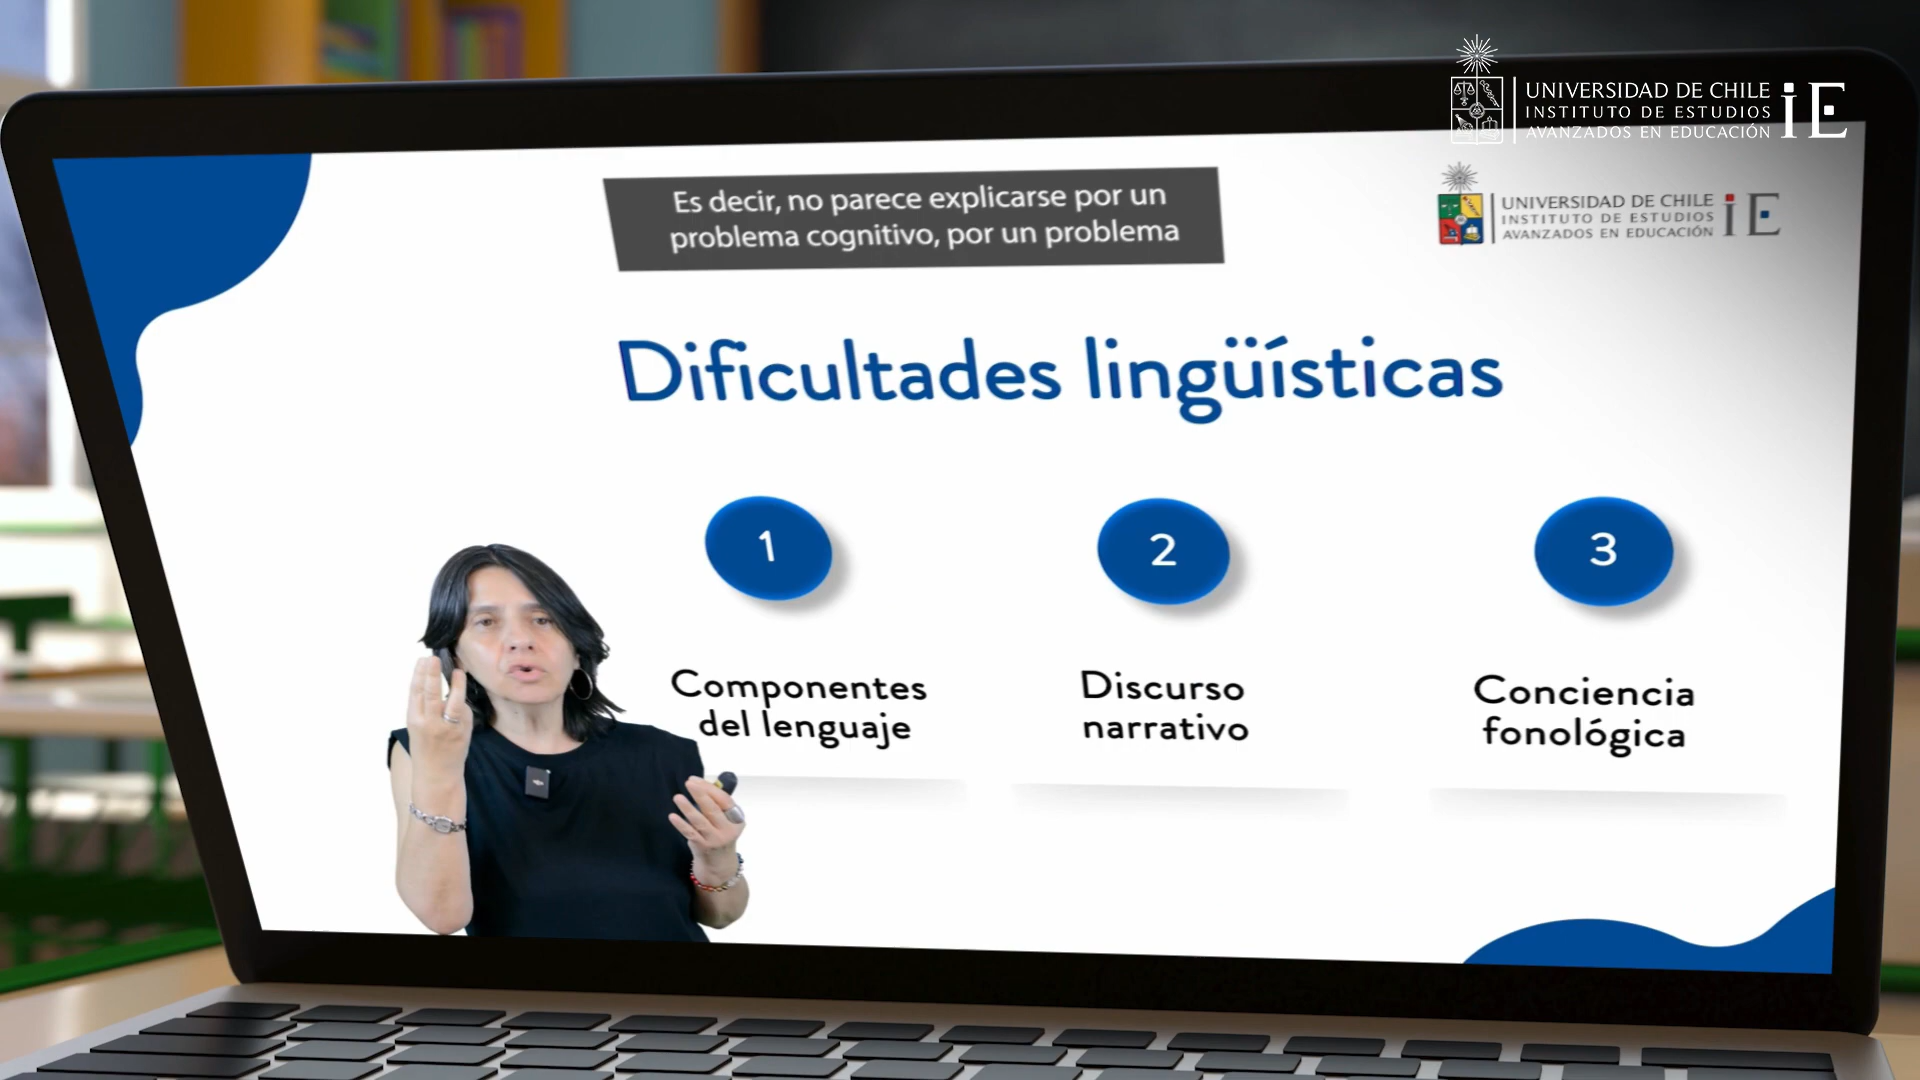 UNIVERSIDAD DE CHILE
INSTITUTO DE ESTUDIOS
AVANZADOS EN EDUCACIÓN
iE
Es decir, no parece explicarse por un
problema cognitivo, por un problema
UNIVERSIDAD DE CHILE
INSTITUTO DE ESTUDIOS
AVANZADOS EN EDUCACIÓN
iE
Dificultades lingüísticas
1
2
3
Componentes
del lenguaje
Discurso
narrativo
Conciencia
fonológica